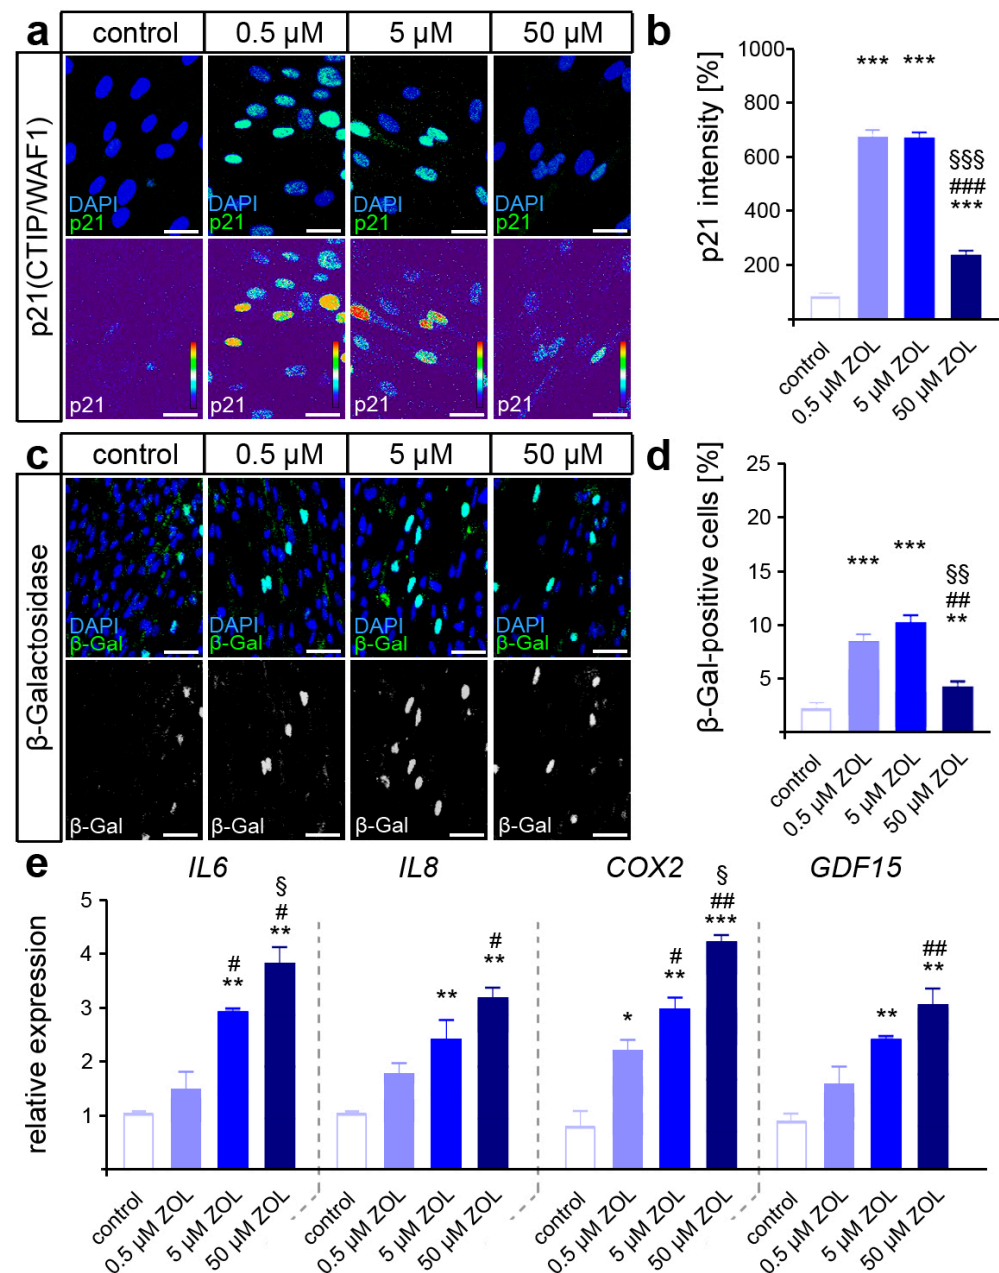 a
control
0.5 µM
5 µM
50 µM
p21(CTIP/WAF1)
DAPI
p21
DAPI
p21
DAPI
p21
DAPI
p21
p21
p21
p21
p21
b
p21 intensity [%]
1000
800
600
400
200
***
***
§§§
###
***
control
0.5 µM ZOL
5 µM ZOL
50 µM ZOL
c
control
0.5 µM
5 µM
50 µM
β-Galactosidase
DAPI
β-Gal
DAPI
β-Gal
DAPI
β-Gal
DAPI
β-Gal
β-Gal
β-Gal
β-Gal
β-Gal
d
β-Gal-positive cells [%]
25
20
15
10
5
***
***
§§
##
**
control
0.5 µM ZOL
5 µM ZOL
50 µM ZOL
e
relative expression
5
4
3
2
1
IL6
#
**
§
#
**
control
0.5 µM ZOL
5 µM ZOL
50 µM ZOL
IL8
**
#
**
control
0.5 µM ZOL
5 µM ZOL
50 µM ZOL
COX2
*
#
**
§
##
***
control
0.5 µM ZOL
5 µM ZOL
50 µM ZOL
GDF15
**
##
**
control
0.5 µM ZOL
5 µM ZOL
50 µM ZOL